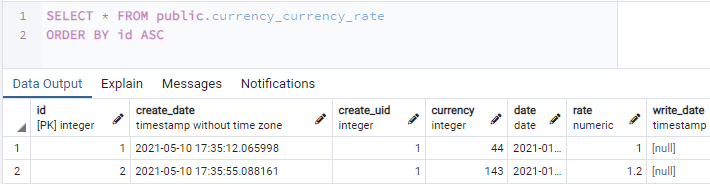 1 SELECT * FROM public.currency_currency_rate
2 ORDER BY id ASC
Data Output Explain Messages Notifications
id create_date create_uid currency date rate write_date
[PK] integer timestamp without time zone integer integer date numeric timestamp
1 1 2021-05-10 17:35:12.065998 1 44 2021-01... 1 [null]
2 2 2021-05-10 17:35:55.088161 1 143 2021-01... 1.2 [null]